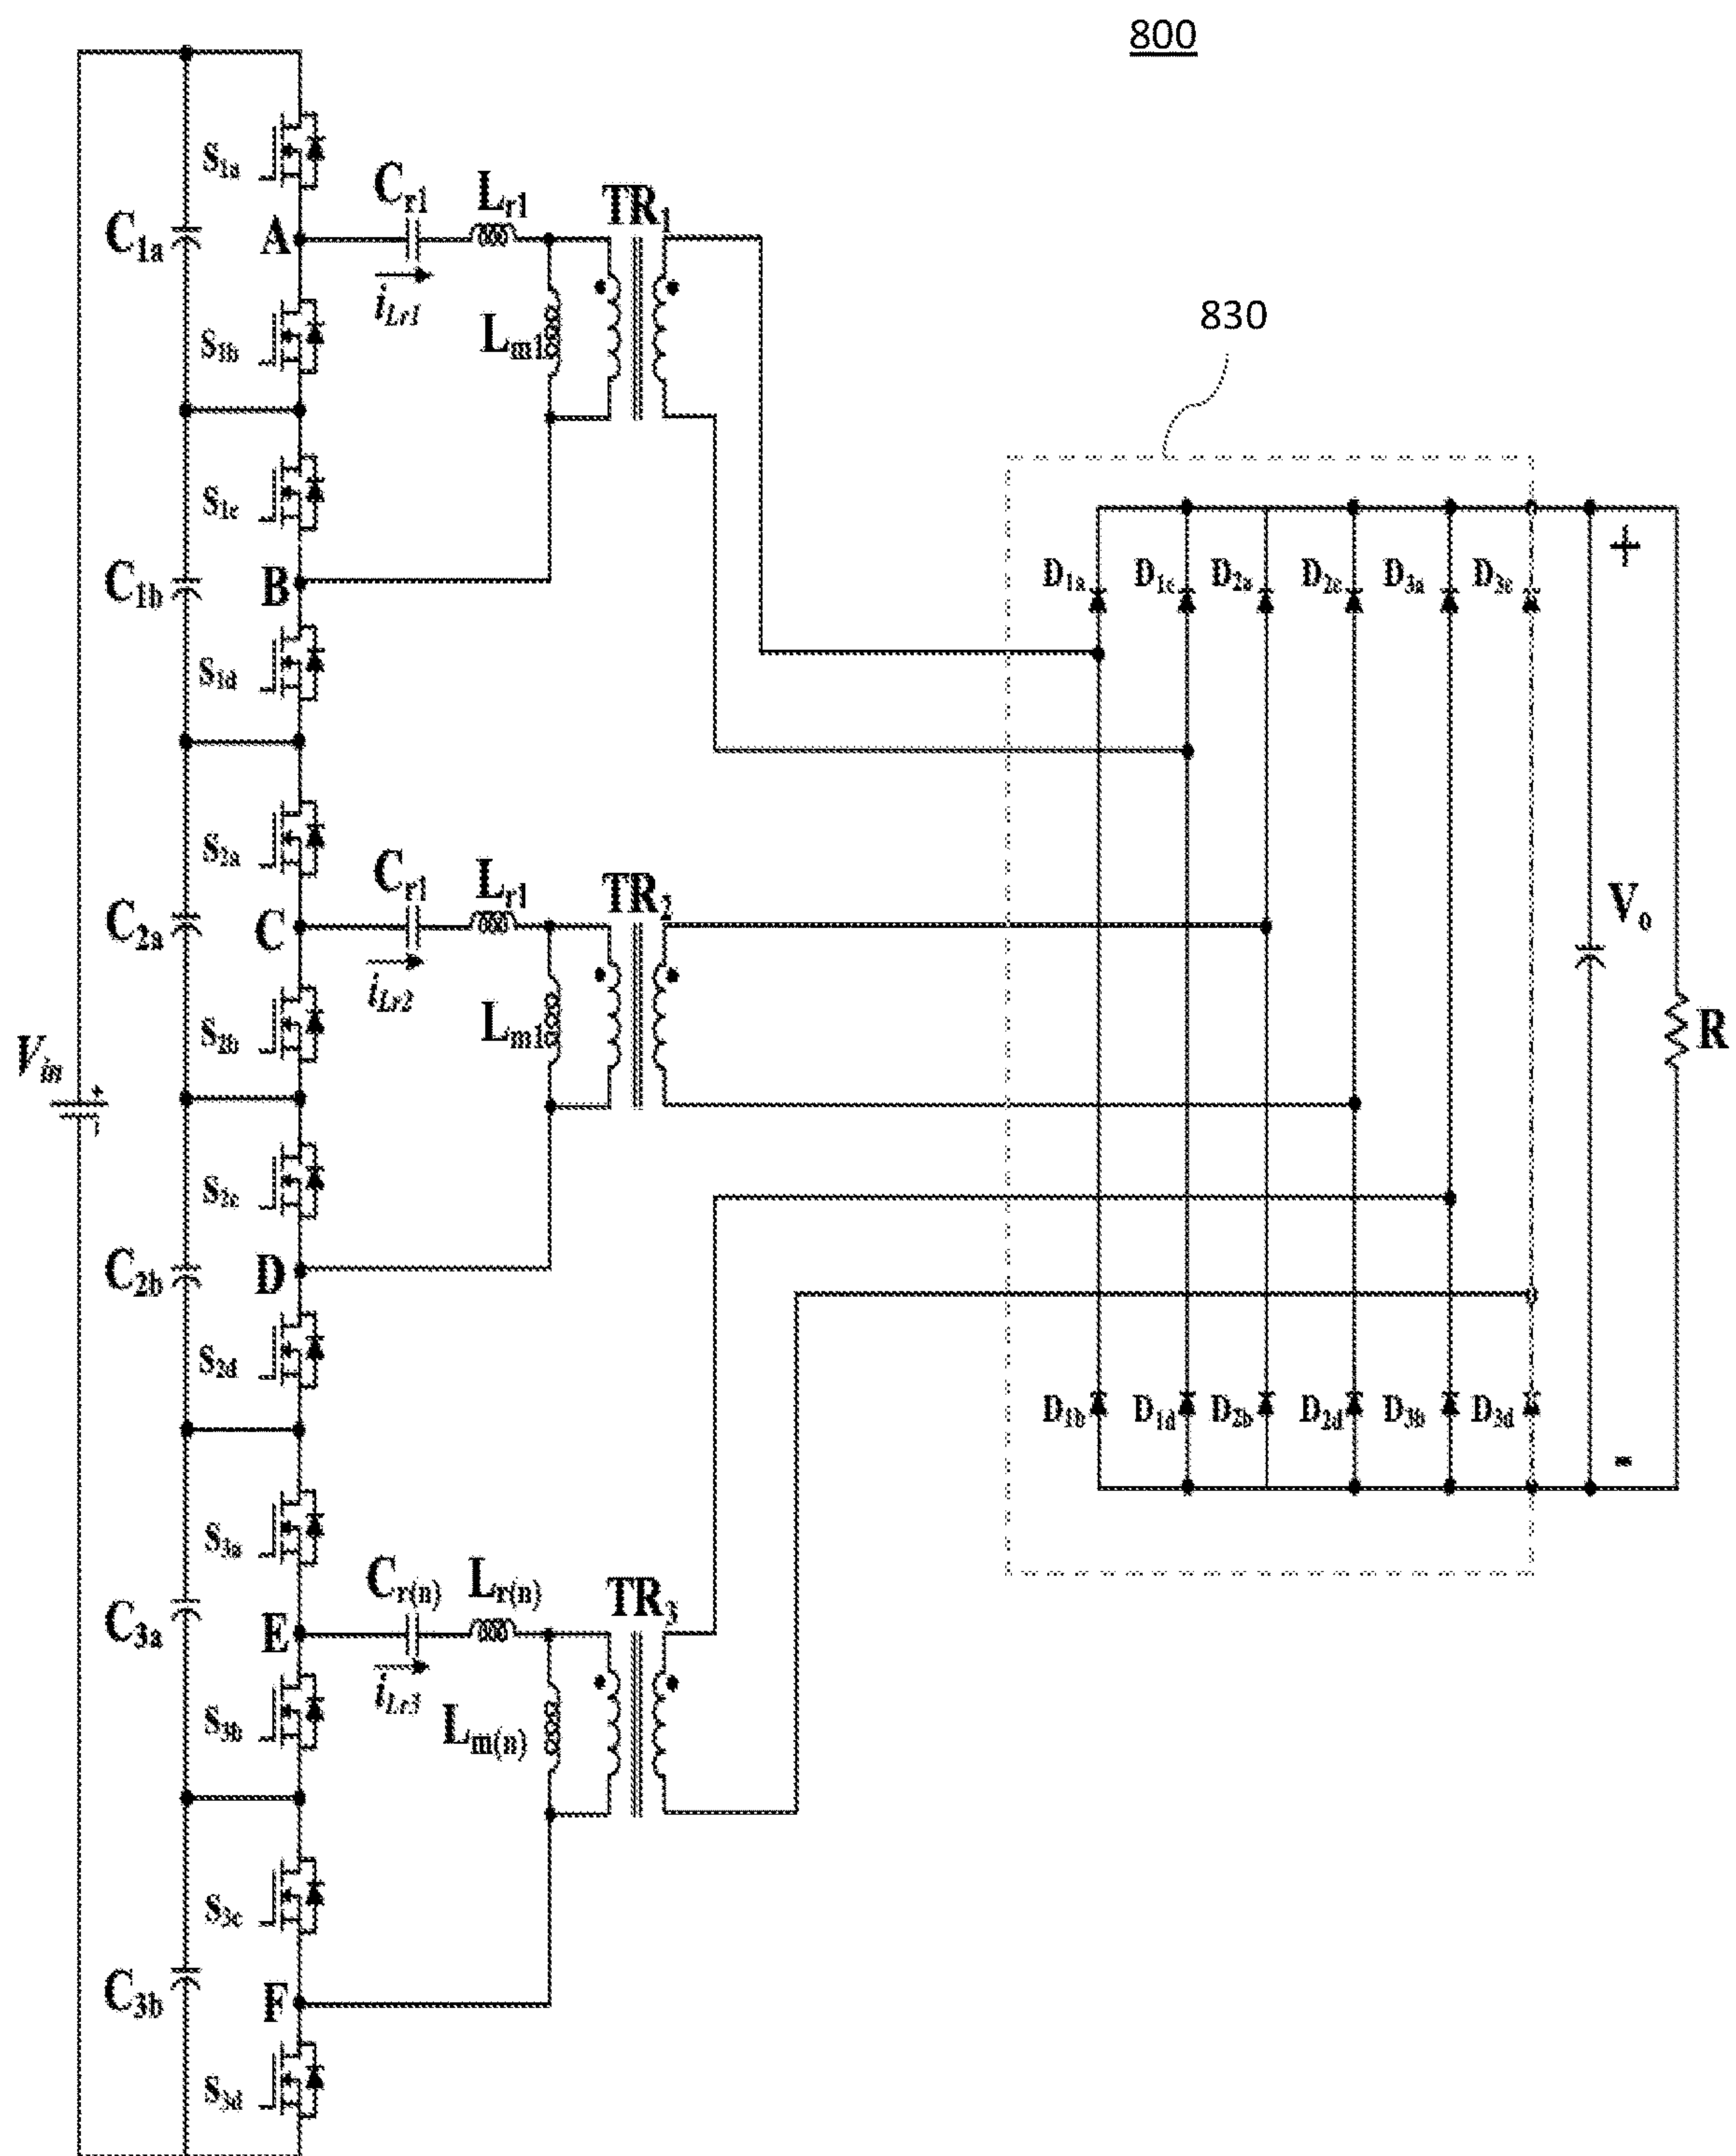 800
830
S1a
C1a
A
Cr1
Lr1
TR1
iLr1
Lm1
S1b
S1c
C1b
B
S1d
D1a
D1c
D2a
D2c
D3a
D3c
+
S2a
C2a
C
Cr1
Lr1
TR2
iLr2
Lm1
S2b
Vo
R
Vin
+
-
S2c
C2b
D
S2d
D1b
D1d
D2b
D2d
D3b
D3d
-
S3a
C3a
E
Cr(n)
Lr(n)
TR3
iLr3
Lm(n)
S3b
S3c
C3b
F
S3d